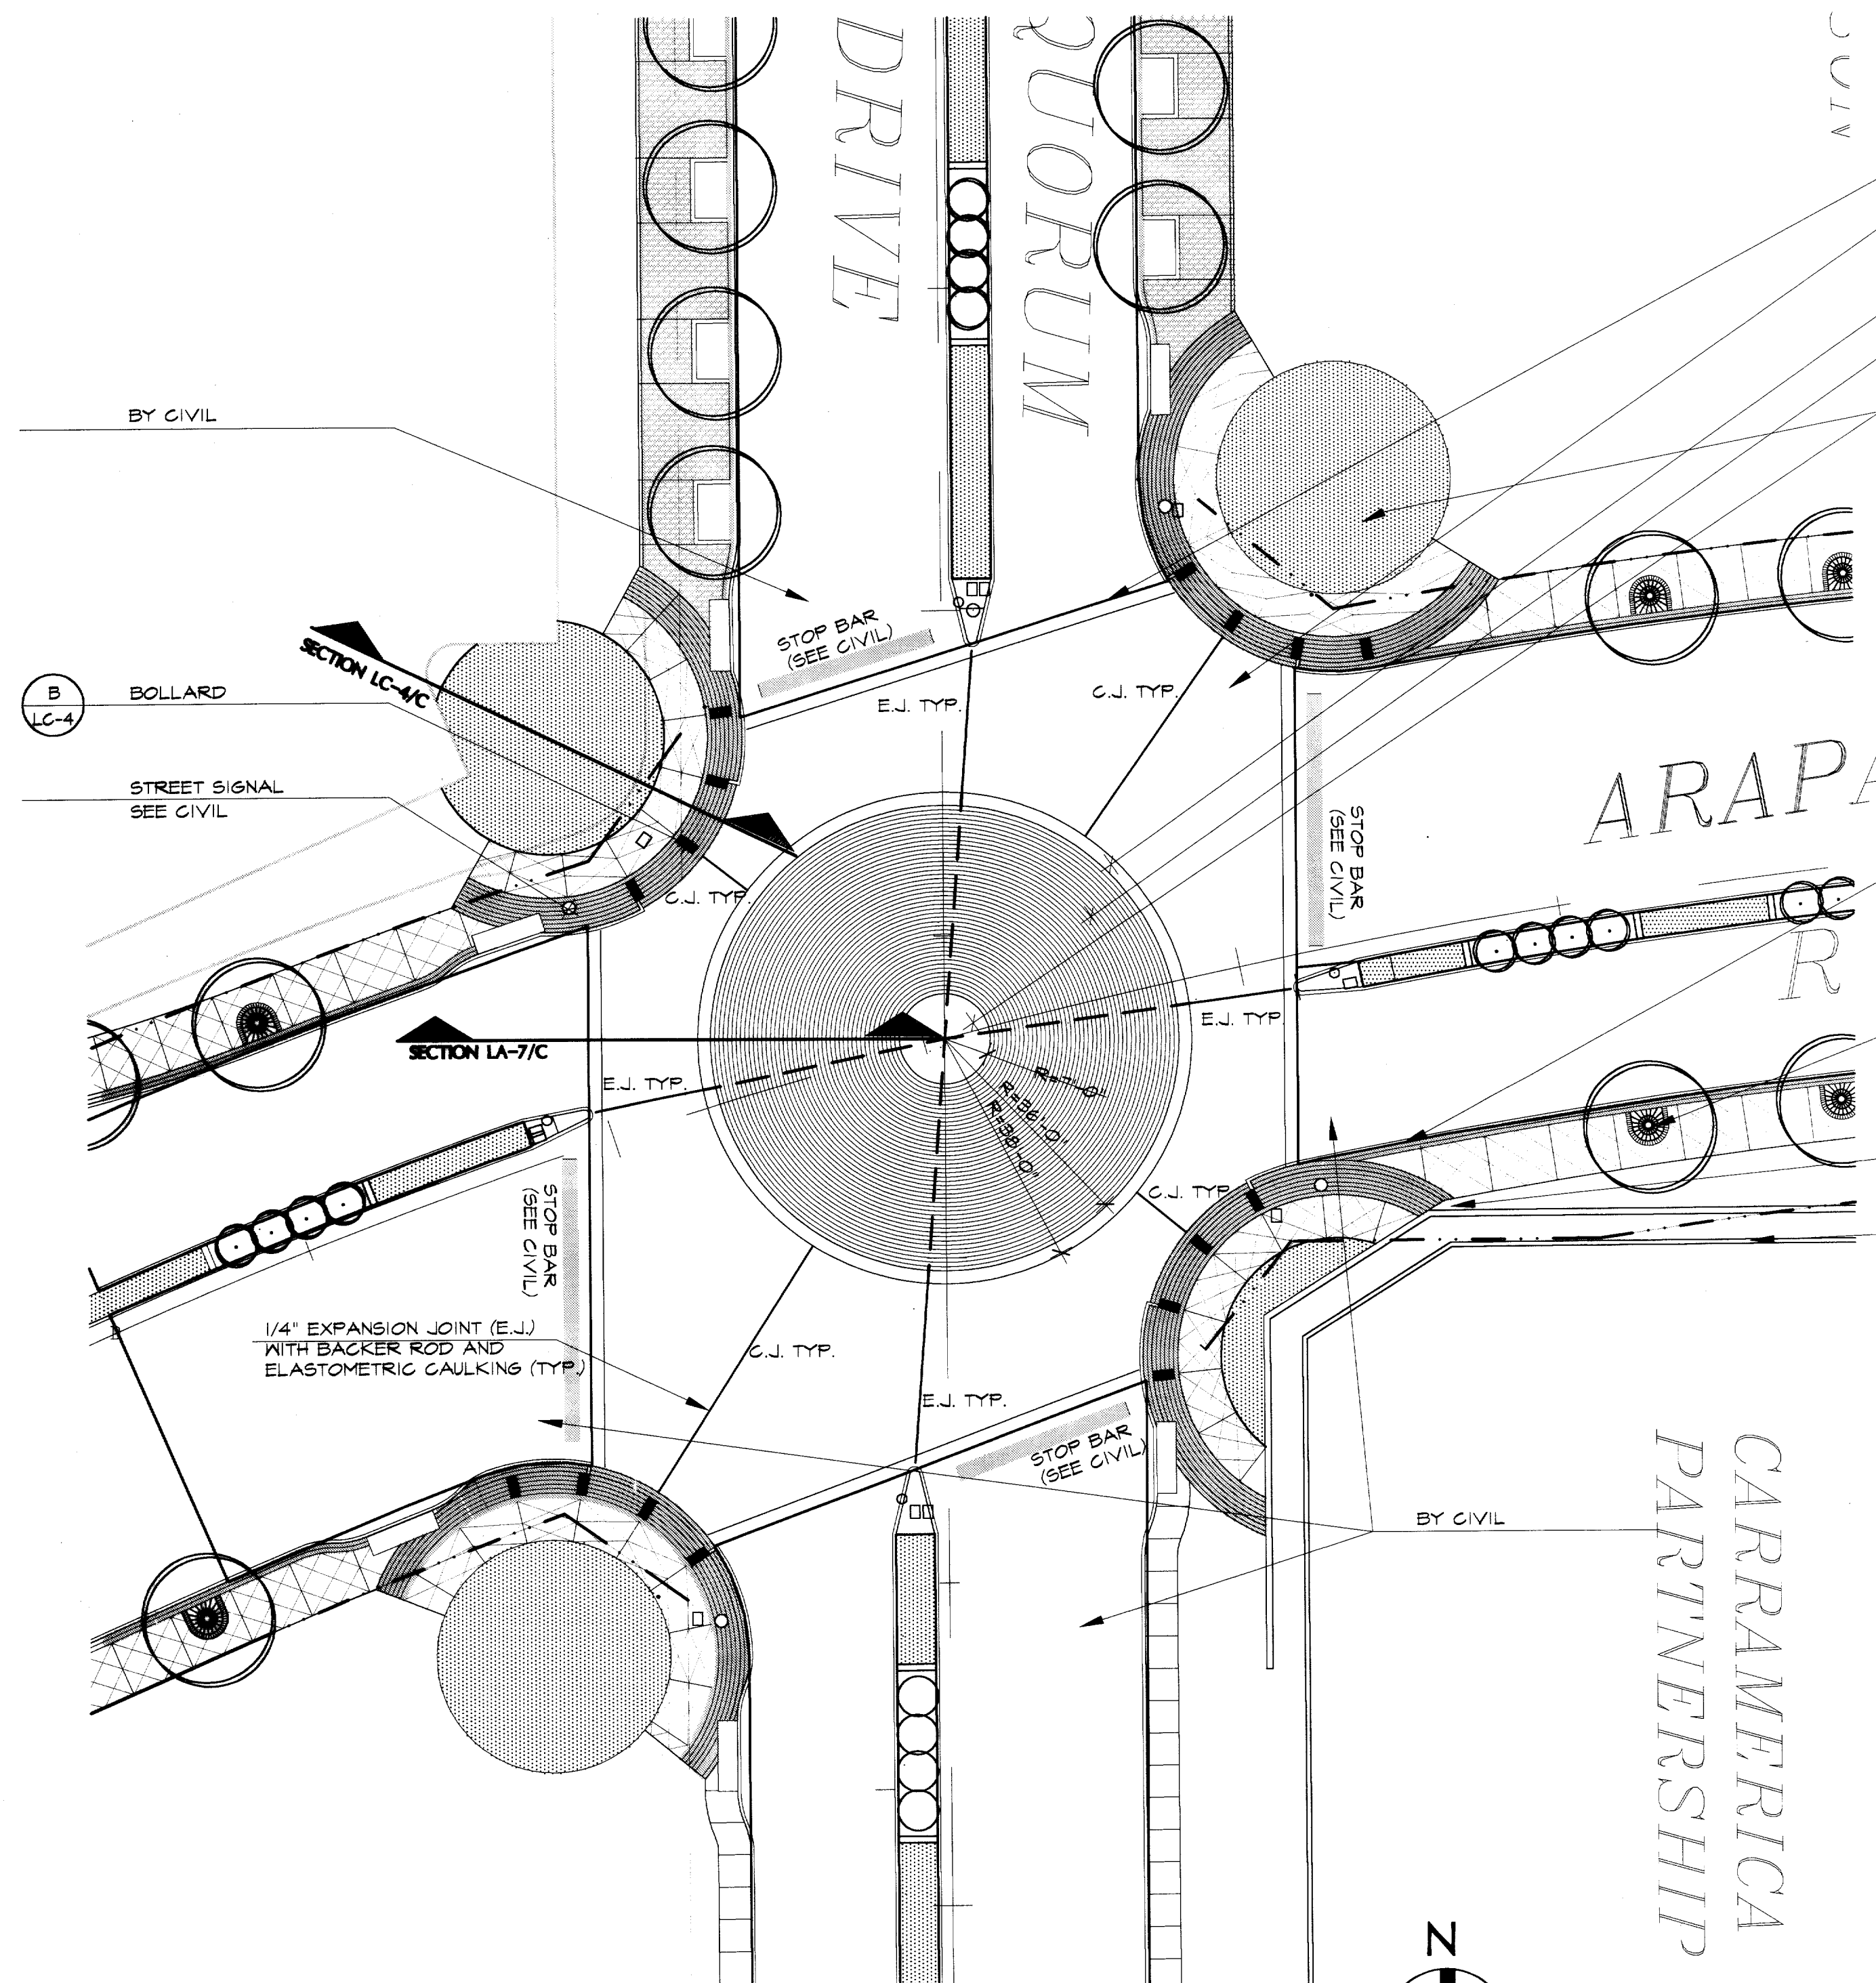 QUORUM
DRIVE
BY CIVIL
STOP BAR
(SEE CIVIL)
SECTION LC-4/C
B
LC-4
BOLLARD
E.J. TYP.
C.J. TYP.
STREET SIGNAL
SEE CIVIL
STOP BAR
(SEE CIVIL)
ARAPA
R
C.J. TYP.
SECTION LA-7/C
E.J. TYP.
E.J. TYP.
R=7'-0"
R=36'-0"
R=38'-0"
C.J. TYP.
STOP BAR
(SEE CIVIL)
1/4" EXPANSION JOINT (E.J.)
WITH BACKER ROD AND
ELASTOMETRIC CAULKING (TYP.)
C.J. TYP.
E.J. TYP.
STOP BAR
(SEE CIVIL)
BY CIVIL
CARRAMERICA
PARTNERSHIP
N